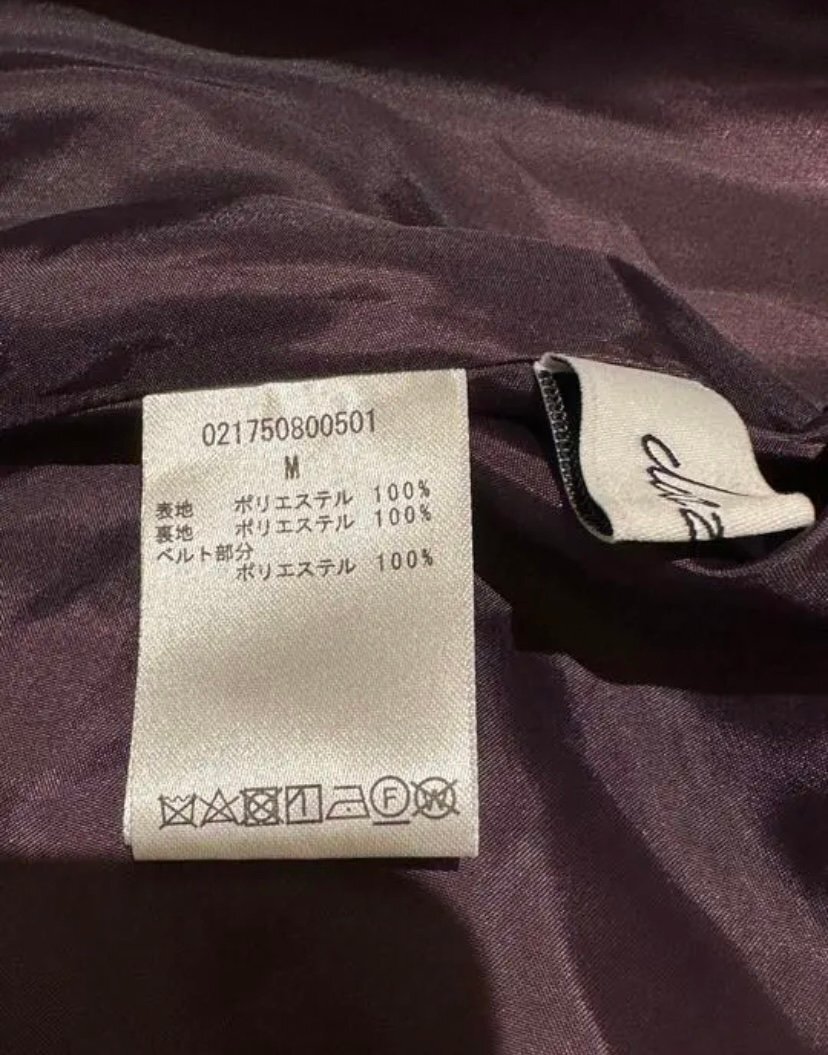 021750800501
M
表地 ポリエステル 100%
裏地 ポリエステル 100%
ベルト部分
ポリエステル 100%
F
W